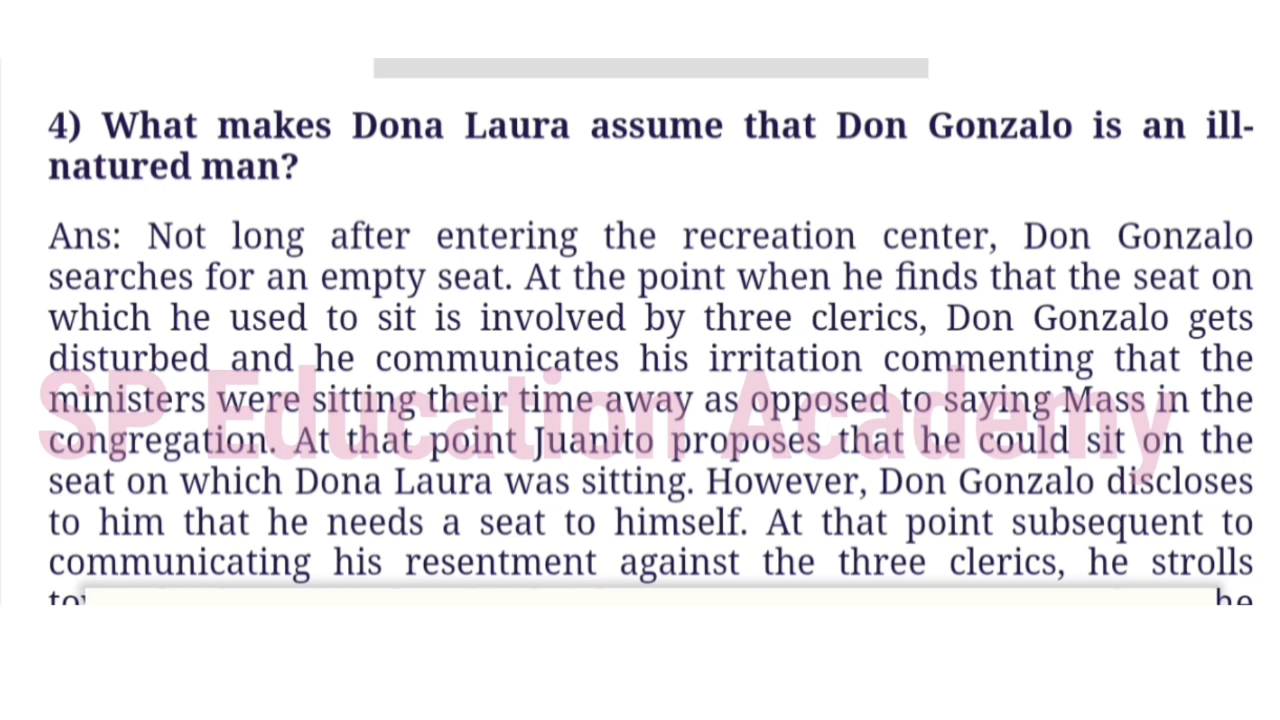 4) What makes Dona Laura assume that Don Gonzalo is an ill-
natured man?
Ans: Not long after entering the recreation center, Don Gonzalo
searches for an empty seat. At the point when he finds that the seat on
which he used to sit is involved by three clerics, Don Gonzalo gets
disturbed and he communicates his irritation commenting that the
ministers were sitting their time away as opposed to saying Mass in the
congregation. At that point Juanito proposes that he could sit on the
seat on which Dona Laura was sitting. However, Don Gonzalo discloses
to him that he needs a seat to himself. At that point subsequent to
communicating his resentment against the three clerics, he strolls
SP Education Academy